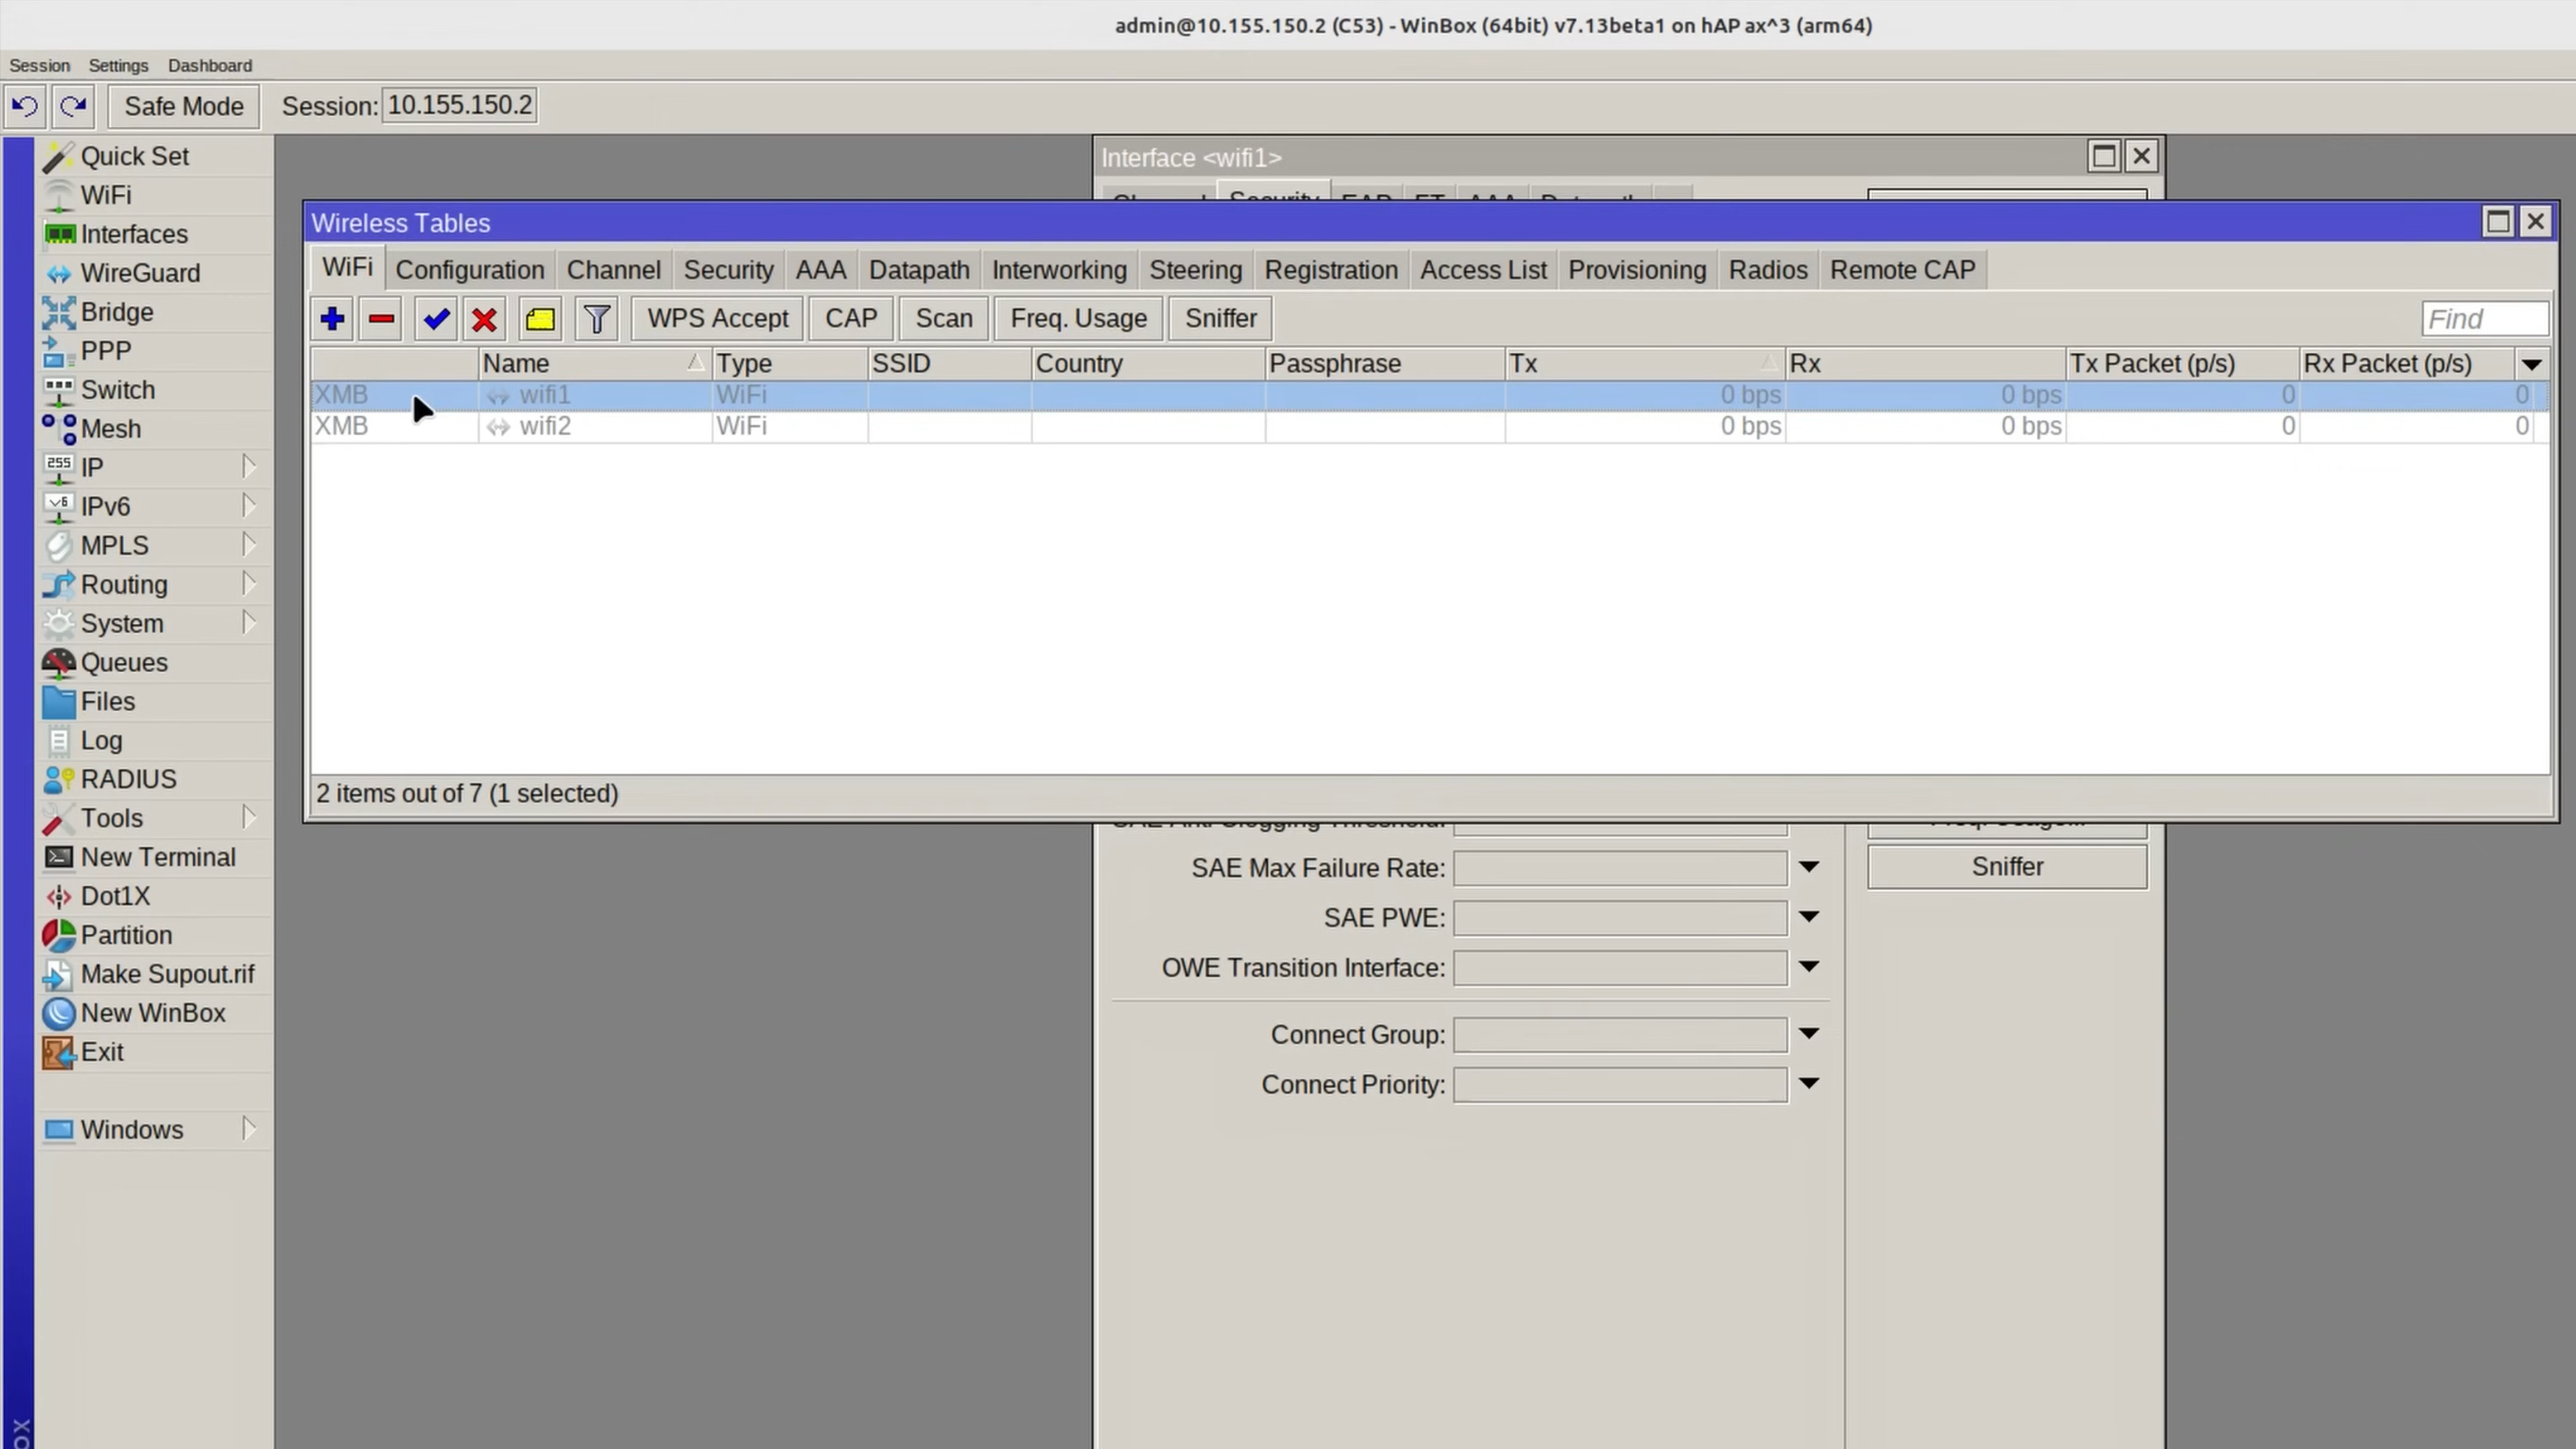 admin@10.155.150.2 (C53) - WinBox (64bit) v7.13beta1 on hAP ax^3 (arm64)
Session Settings Dashboard
Safe Mode Session: 10.155.150.2
Quick Set
WiFi
Interfaces
WireGuard
Bridge
PPP
Switch
Mesh
255 IP
v6 IPv6
MPLS
Routing
System
Queues
Files
Log
RADIUS
Tools
New Terminal
Dot1X
Partition
Make Supout.rif
New WinBox
Exit
Windows
Interface <wifi1>
Security
Wireless Tables
WiFi Configuration Channel Security AAA Datapath Interworking Steering Registration Access List Provisioning Radios Remote CAP
WPS Accept CAP Scan Freq. Usage Sniffer Find
Name Type SSID Country Passphrase Tx Rx Tx Packet (p/s) Rx Packet (p/s)
XMB wifi1 WiFi 0 bps 0 bps 0 0
XMB wifi2 WiFi 0 bps 0 bps 0 0
2 items out of 7 (1 selected)
SAE Max Failure Rate:
SAE PWE:
OWE Transition Interface:
Connect Group:
Connect Priority:
Sniffer